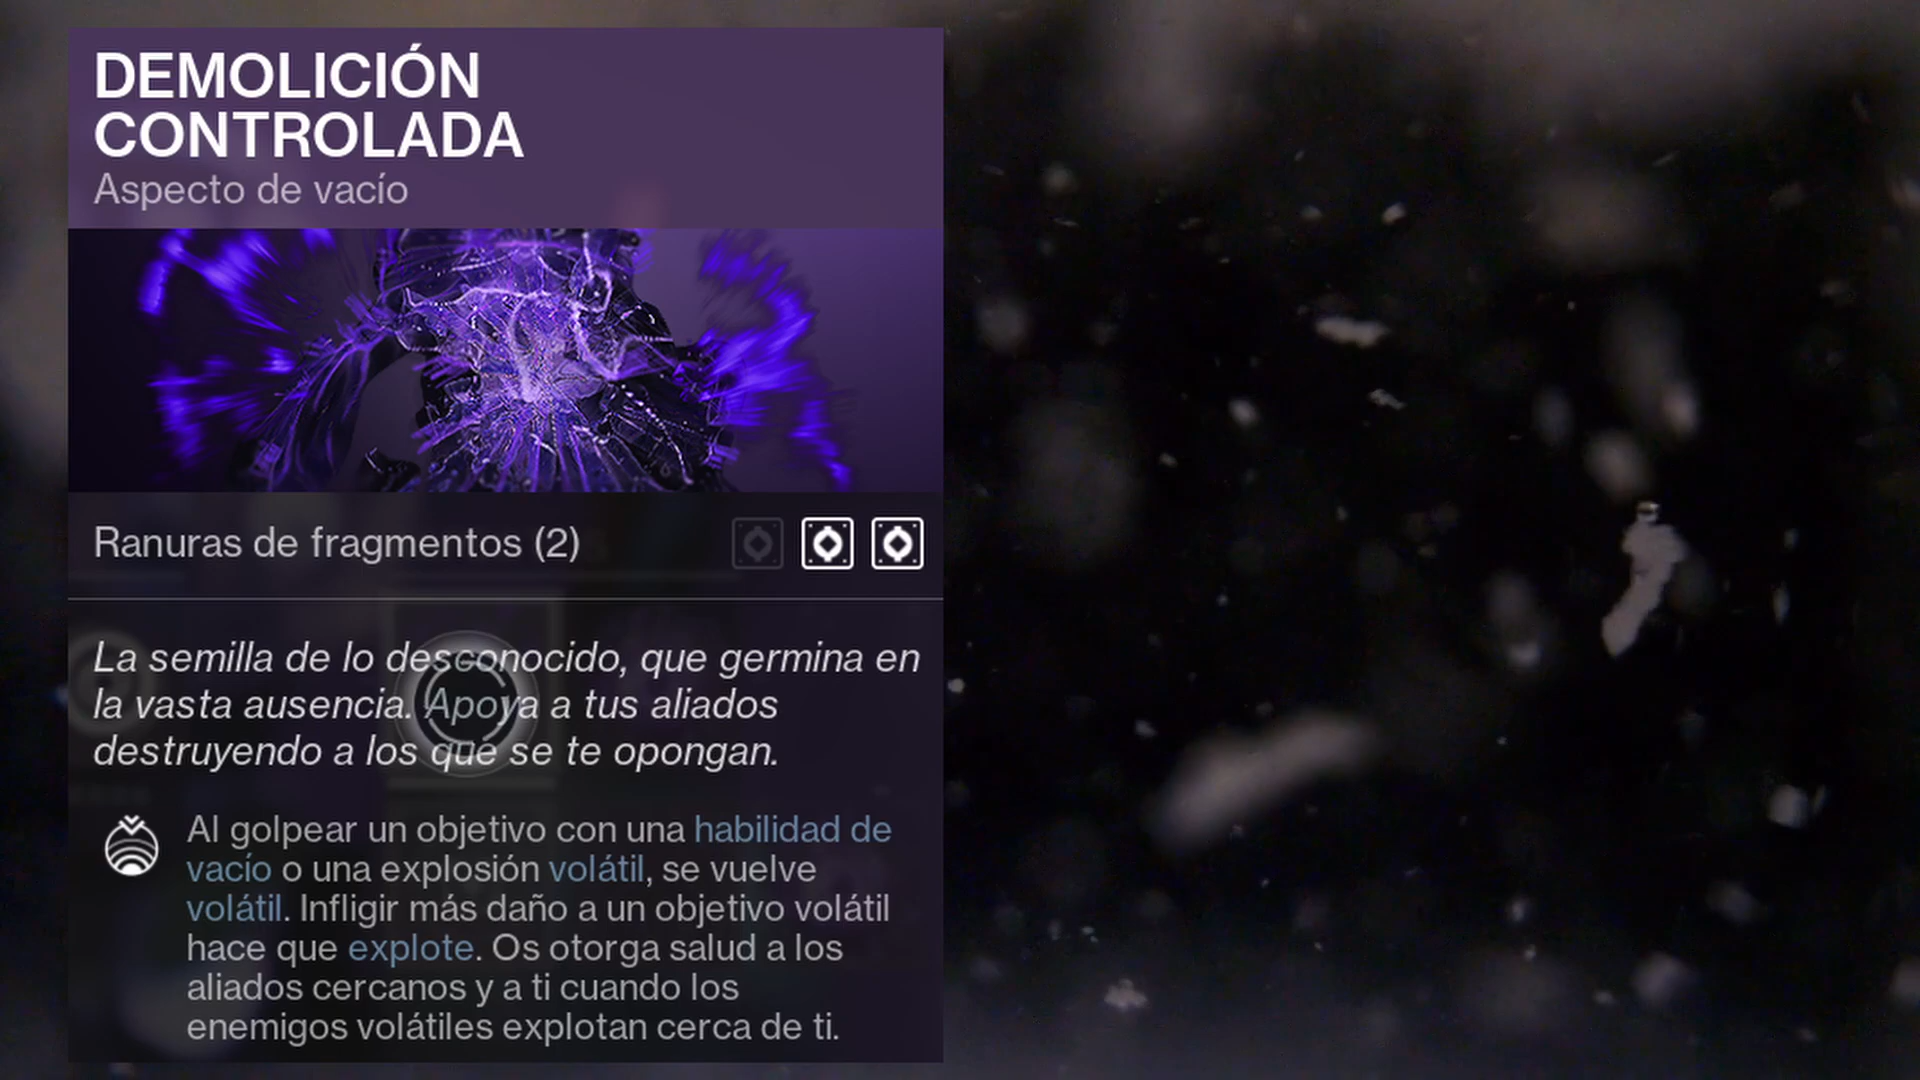 DEMOLICIÓN
CONTROLADA
Aspecto de vacío
Ranuras de fragmentos (2)
La semilla de lo desconocido, que germina en
la vasta ausencia. Apoya a tus aliados
destruyendo a los que se te opongan.
Al golpear un objetivo con una habilidad de
vacío o una explosión volátil, se vuelve
volátil. Infligir más daño a un objetivo volátil
hace que explote. Os otorga salud a los
aliados cercanos y a ti cuando los
enemigos volátiles explotan cerca de ti.